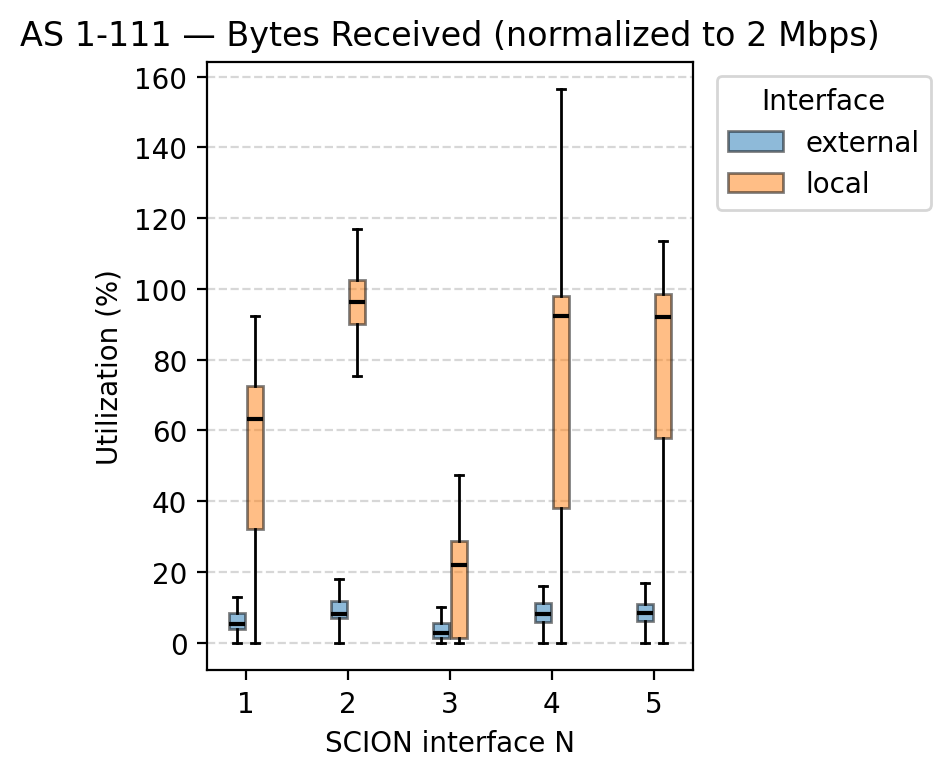 AS 1-111 — Bytes Received (normalized to 2 Mbps)
Interface
external
local
Utilization (%)
160
140
120
100
80
60
40
20
0
1 2 3 4 5
SCION interface N